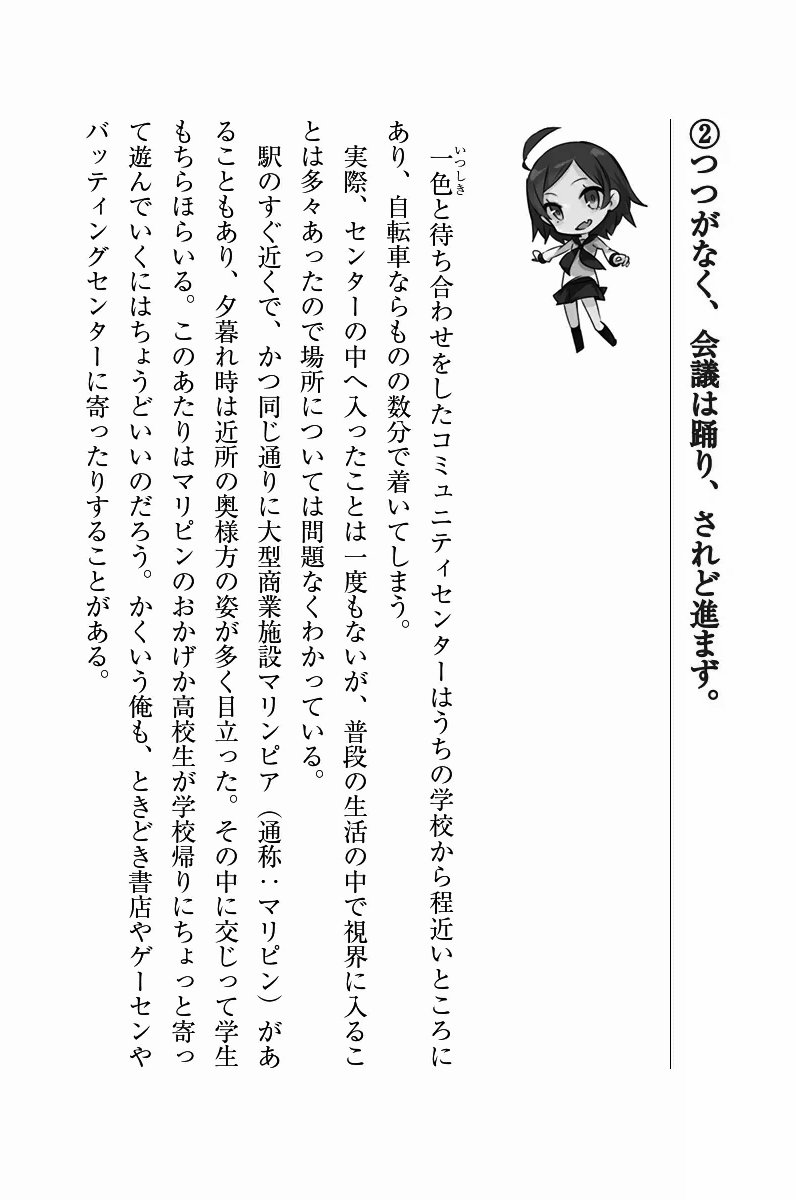 ②つつがなく、会議は踊り、されど進まず。
一色と待ち合わせをしたコミュニティセンターはうちの学校から程近いところに
いつしき
あり、自転車ならものの数分で着いてしまう。
実際、センターの中へ入ったことは一度もないが、普段の生活の中で視界に入るこ
とは多々あったので場所については問題なくわかっている。
駅のすぐ近くで、かつ同じ通りに大型商業施設マリンピア（通称：マリピン）があ
ることもあり、夕暮れ時は近所の奥様方の姿が多く目立った。その中に交じって学生
もちらほらいる。このあたりはマリピンのおかげか高校生が学校帰りにちょっと寄っ
て遊んでいくにはちょうどいいのだろう。かくいう俺も、ときどき書店やゲーセンや
バッティングセンターに寄ったりすることがある。